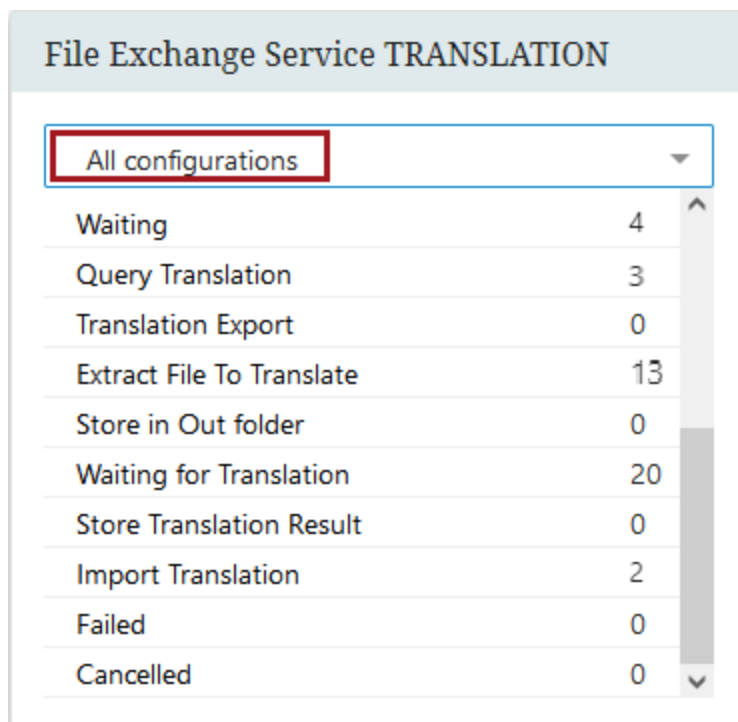 File Exchange Service TRANSLATION
All configurations
Waiting 4
Query Translation 3
Translation Export 0
Extract File To Translate 13
Store in Out folder 0
Waiting for Translation 20
Store Translation Result 0
Import Translation 2
Failed 0
Cancelled 0